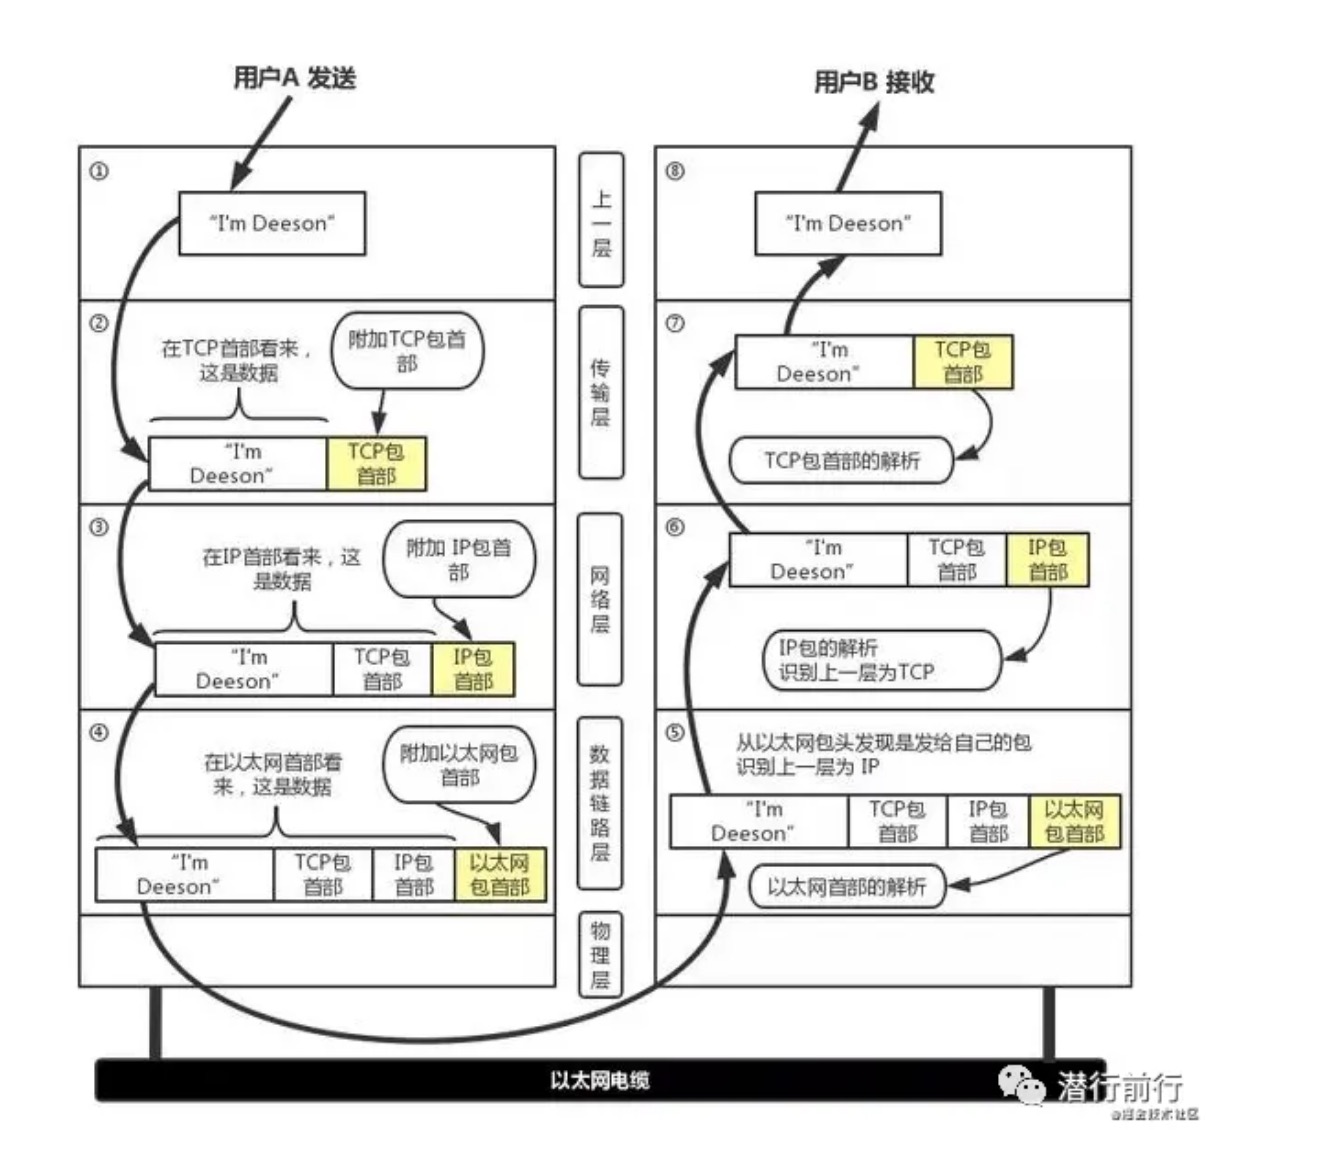 用户A 发送
①
“I'm Deeson”
②
在TCP首部看来，
这是数据
附加TCP包首
部
“I'm
Deeson”
TCP包
首部
③
在IP首部看来，这
是数据
附加 IP包首
部
“I'm
Deeson”
TCP包
首部
IP包
首部
④
在以太网首部看
来，这是数据
附加以太网包
首部
“I'm
Deeson”
TCP包
首部
IP包
首部
以太网
包首部
上
一
层
传
输
层
网
络
层
数
据
链
路
层
物
理
层
用户B 接收
⑧
“I'm Deeson”
⑦
“I'm
Deeson”
TCP包
首部
TCP包首部的解析
⑥
“I'm
Deeson”
TCP包
首部
IP包
首部
IP包的解析
识别上一层为TCP
⑤
从以太网包头发现是发给自己的包
识别上一层为 IP
“I'm
Deeson”
TCP包
首部
IP包
首部
以太网
包首部
以太网首部的解析
以太网电缆
潜行前行
@掘金技术社区